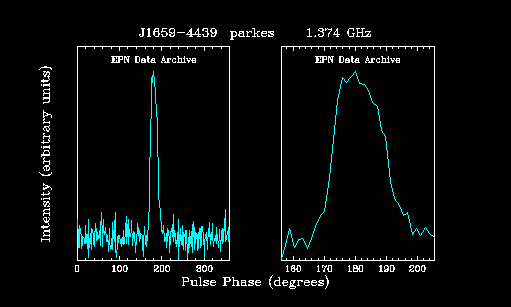 J1659-4439 parkes 1.374 GHz
EPN Data Archive EPN Data Archive
Intensity (arbitrary units)
0 100 200 300 160 170 180 190 200
Pulse Phase (degrees)